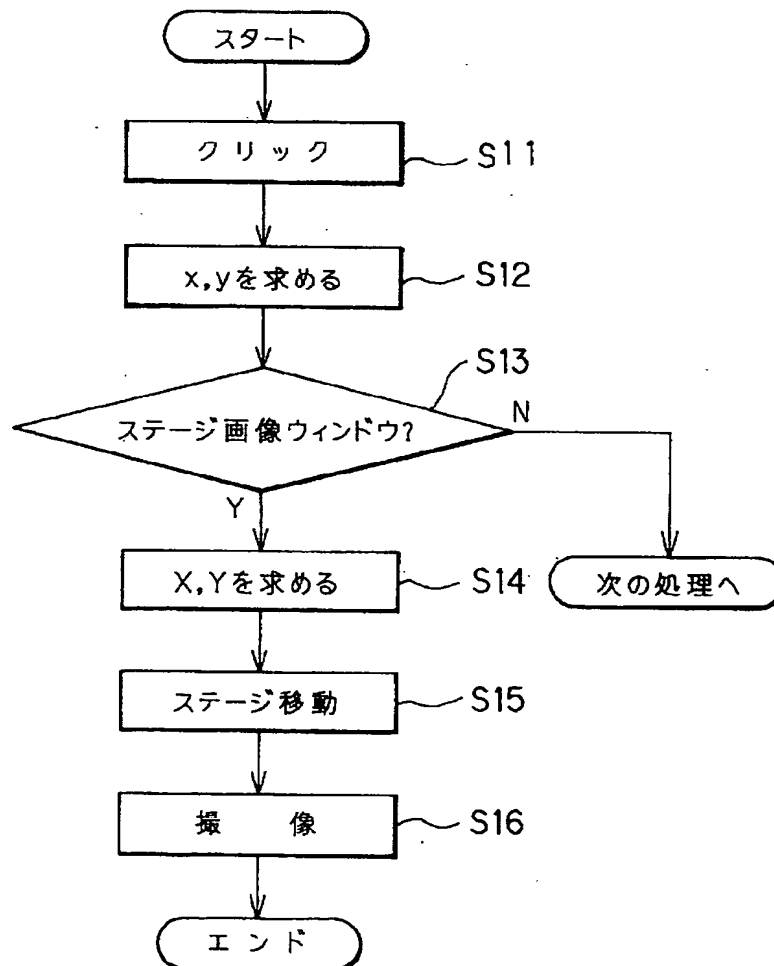 スタート
クリック S11
x,yを求める S12
S13
ステージ画像ウィンドウ? N
Y
X,Yを求める S14 次の処理へ
ステージ移動 S15
撮像 S16
エンド